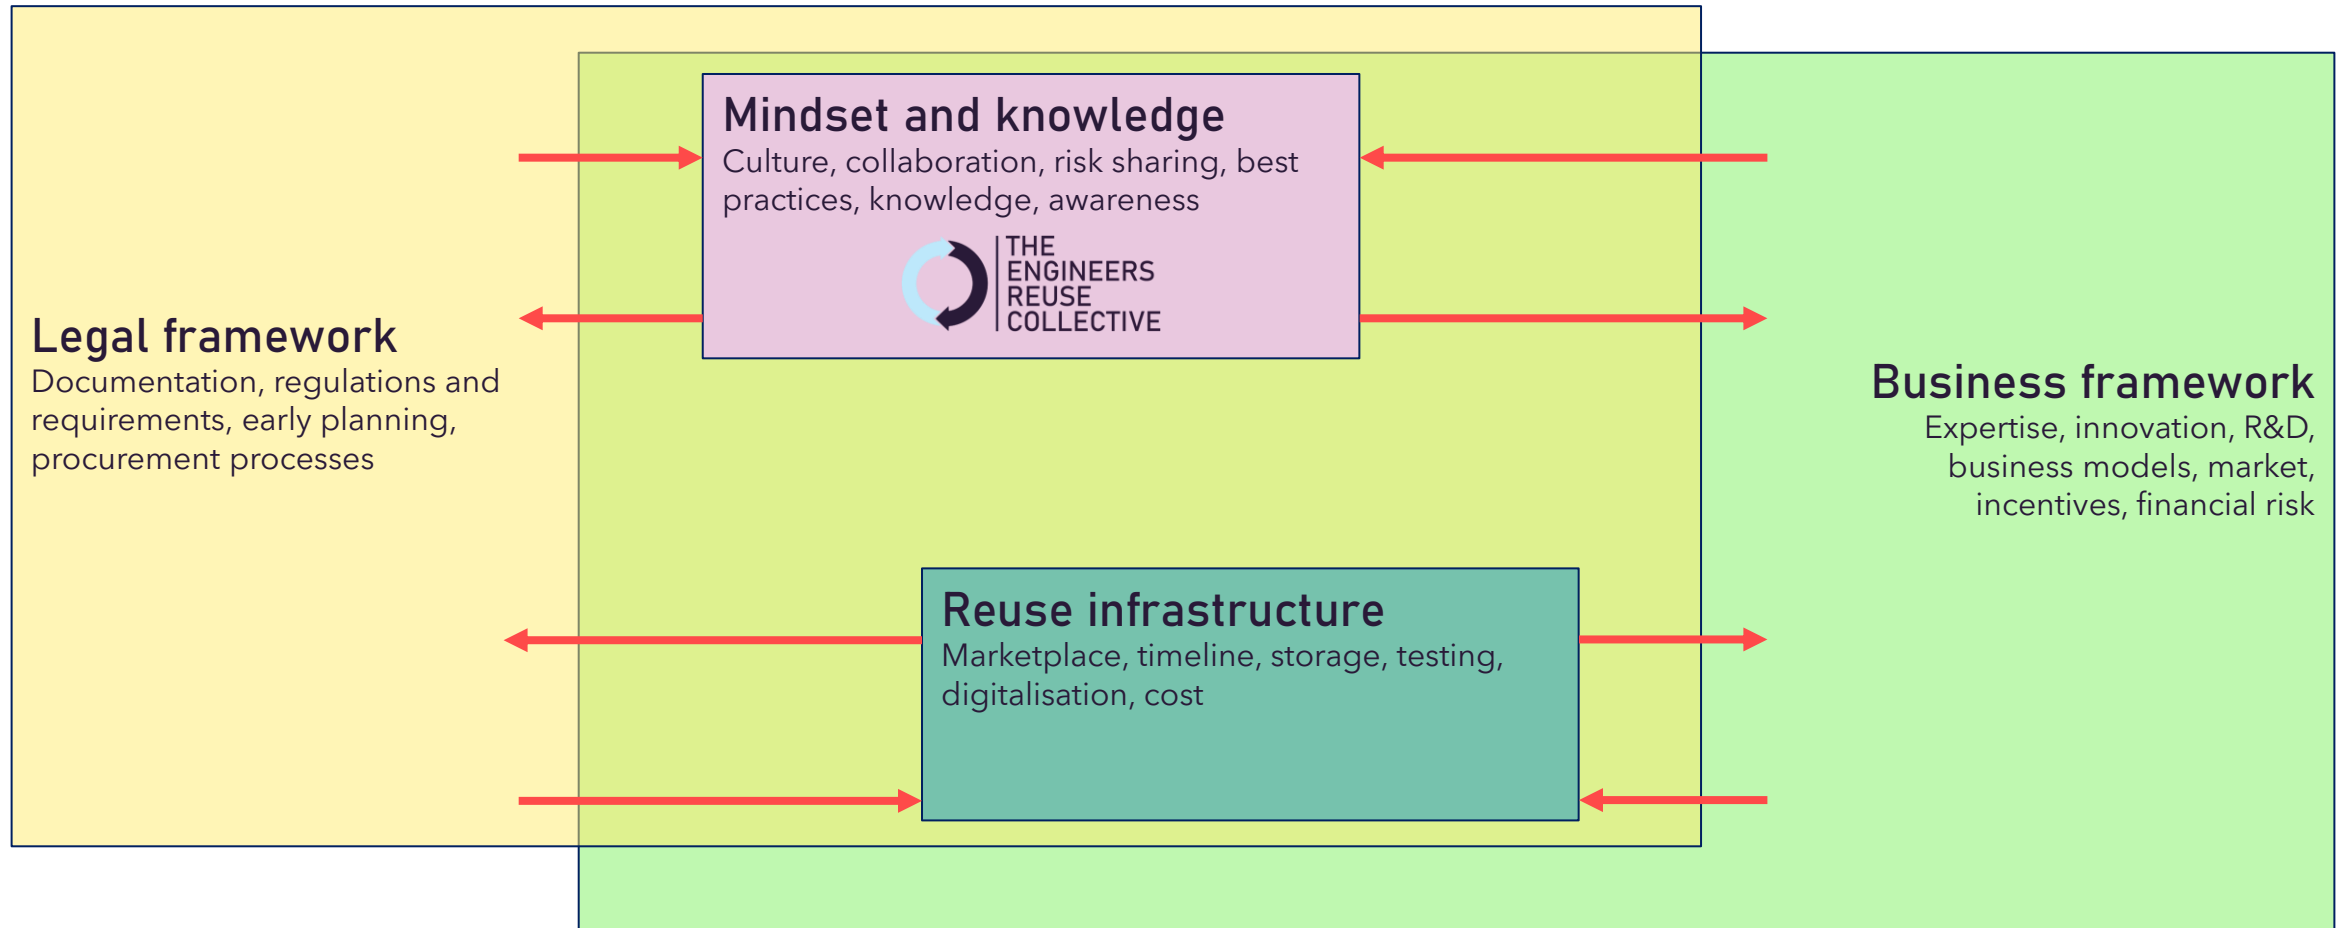 Mindset and knowledge
Culture, collaboration, risk sharing, best
practices, knowledge, awareness
THE
ENGINEERS
REUSE
COLLECTIVE
Legal framework
Documentation, regulations and
requirements, early planning,
procurement processes
Business framework
Expertise, innovation, R&D,
business models, market,
incentives, financial risk
Reuse infrastructure
Marketplace, timeline, storage, testing,
digitalisation, cost